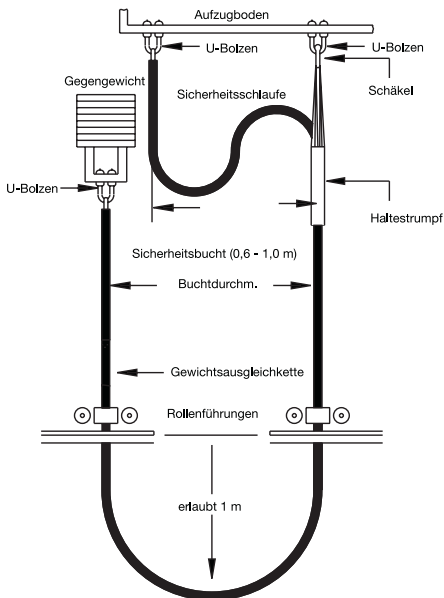 Aufzugboden
U-Bolzen
U-Bolzen
Gegengewicht
Sicherheitsschlaufe
Schäkel
U-Bolzen
Haltestrumpf
Sicherheitsbucht (0,6 - 1,0 m)
Buchtdurchm.
Gewichtsausgleichkette
Rollenführungen
erlaubt 1 m